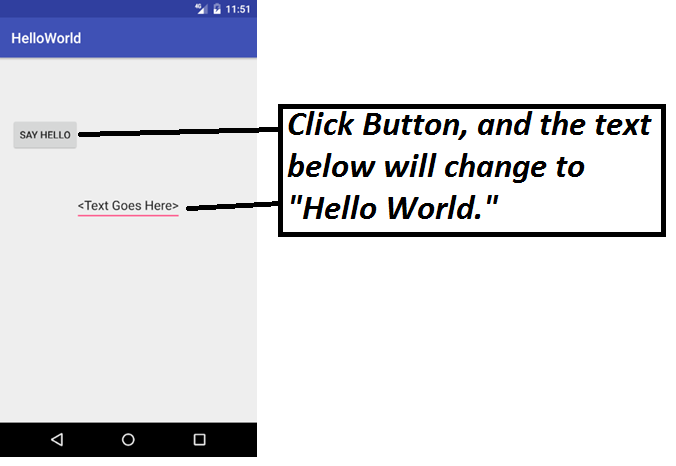 4G 11:51
HelloWorld
SAY HELLO
Click Button, and the text
below will change to
"Hello World."
<Text Goes Here>